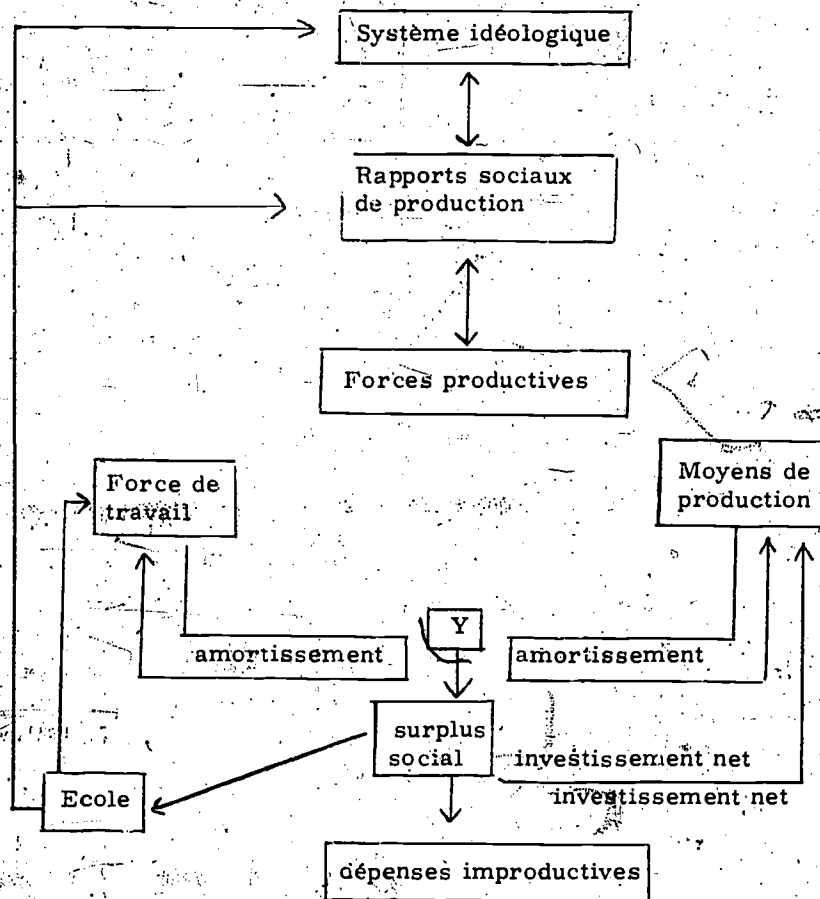 Système idéologique
Rapports sociaux
de production
Forces productives
Force de
travail
Moyens de
production
Y
amortissement
amortissement
surplus
social
investissement net
investissement net
Ecole
dépenses improductives